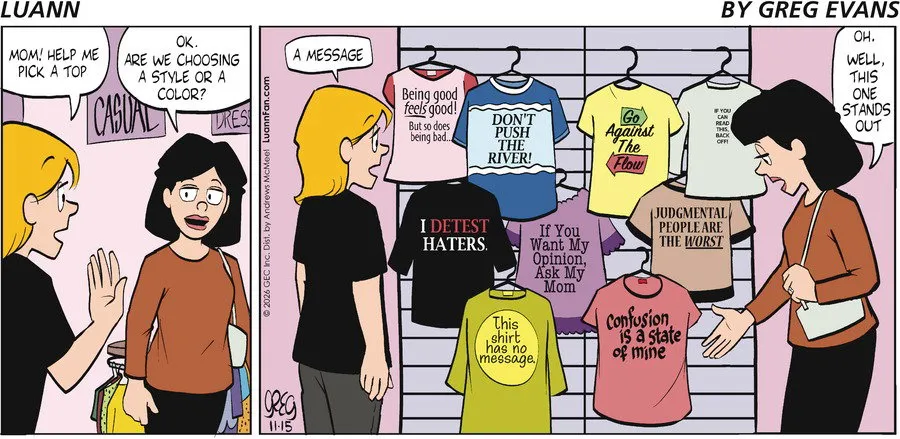 LUANN
BY GREG EVANS
MOM! HELP ME
PICK A TOP
OK.
ARE WE CHOOSING
A STYLE OR A
COLOR?
CASUAL
DRESS
© 2026 GEC Inc. Dist. by Andrews McMeel LuannFan.com
A MESSAGE
Being good
feels good!
But so does
being bad...
DON'T
PUSH
THE
RIVER!
Go
Against
The
Flow
IF YOU
CAN
READ
THIS,
BACK
OFF!
I DETEST
HATERS.
If You
Want My
Opinion,
Ask My
Mom
JUDGMENTAL
PEOPLE ARE
THE WORST
This
shirt
has no
message.
Confusion
is a state
of mine
OH.
WELL,
THIS
ONE
STANDS
OUT
GREG
11·15